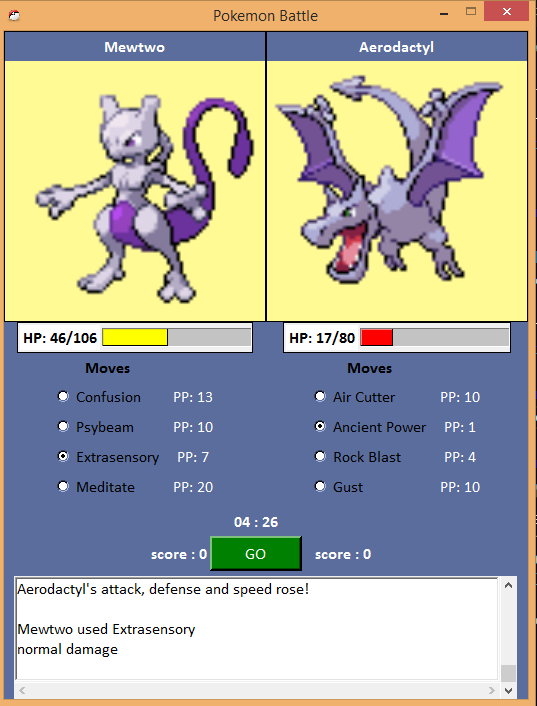 Pokemon Battle
Mewtwo Aerodactyl
HP: 46/106 HP: 17/80
Moves Moves
Confusion PP: 13 Air Cutter PP: 10
Psybeam PP: 10 Ancient Power PP: 1
Extrasensory PP: 7 Rock Blast PP: 4
Meditate PP: 20 Gust PP: 10
04 : 26
score : 0 GO score : 0
Aerodactyl's attack, defense and speed rose!
Mewtwo used Extrasensory
normal damage